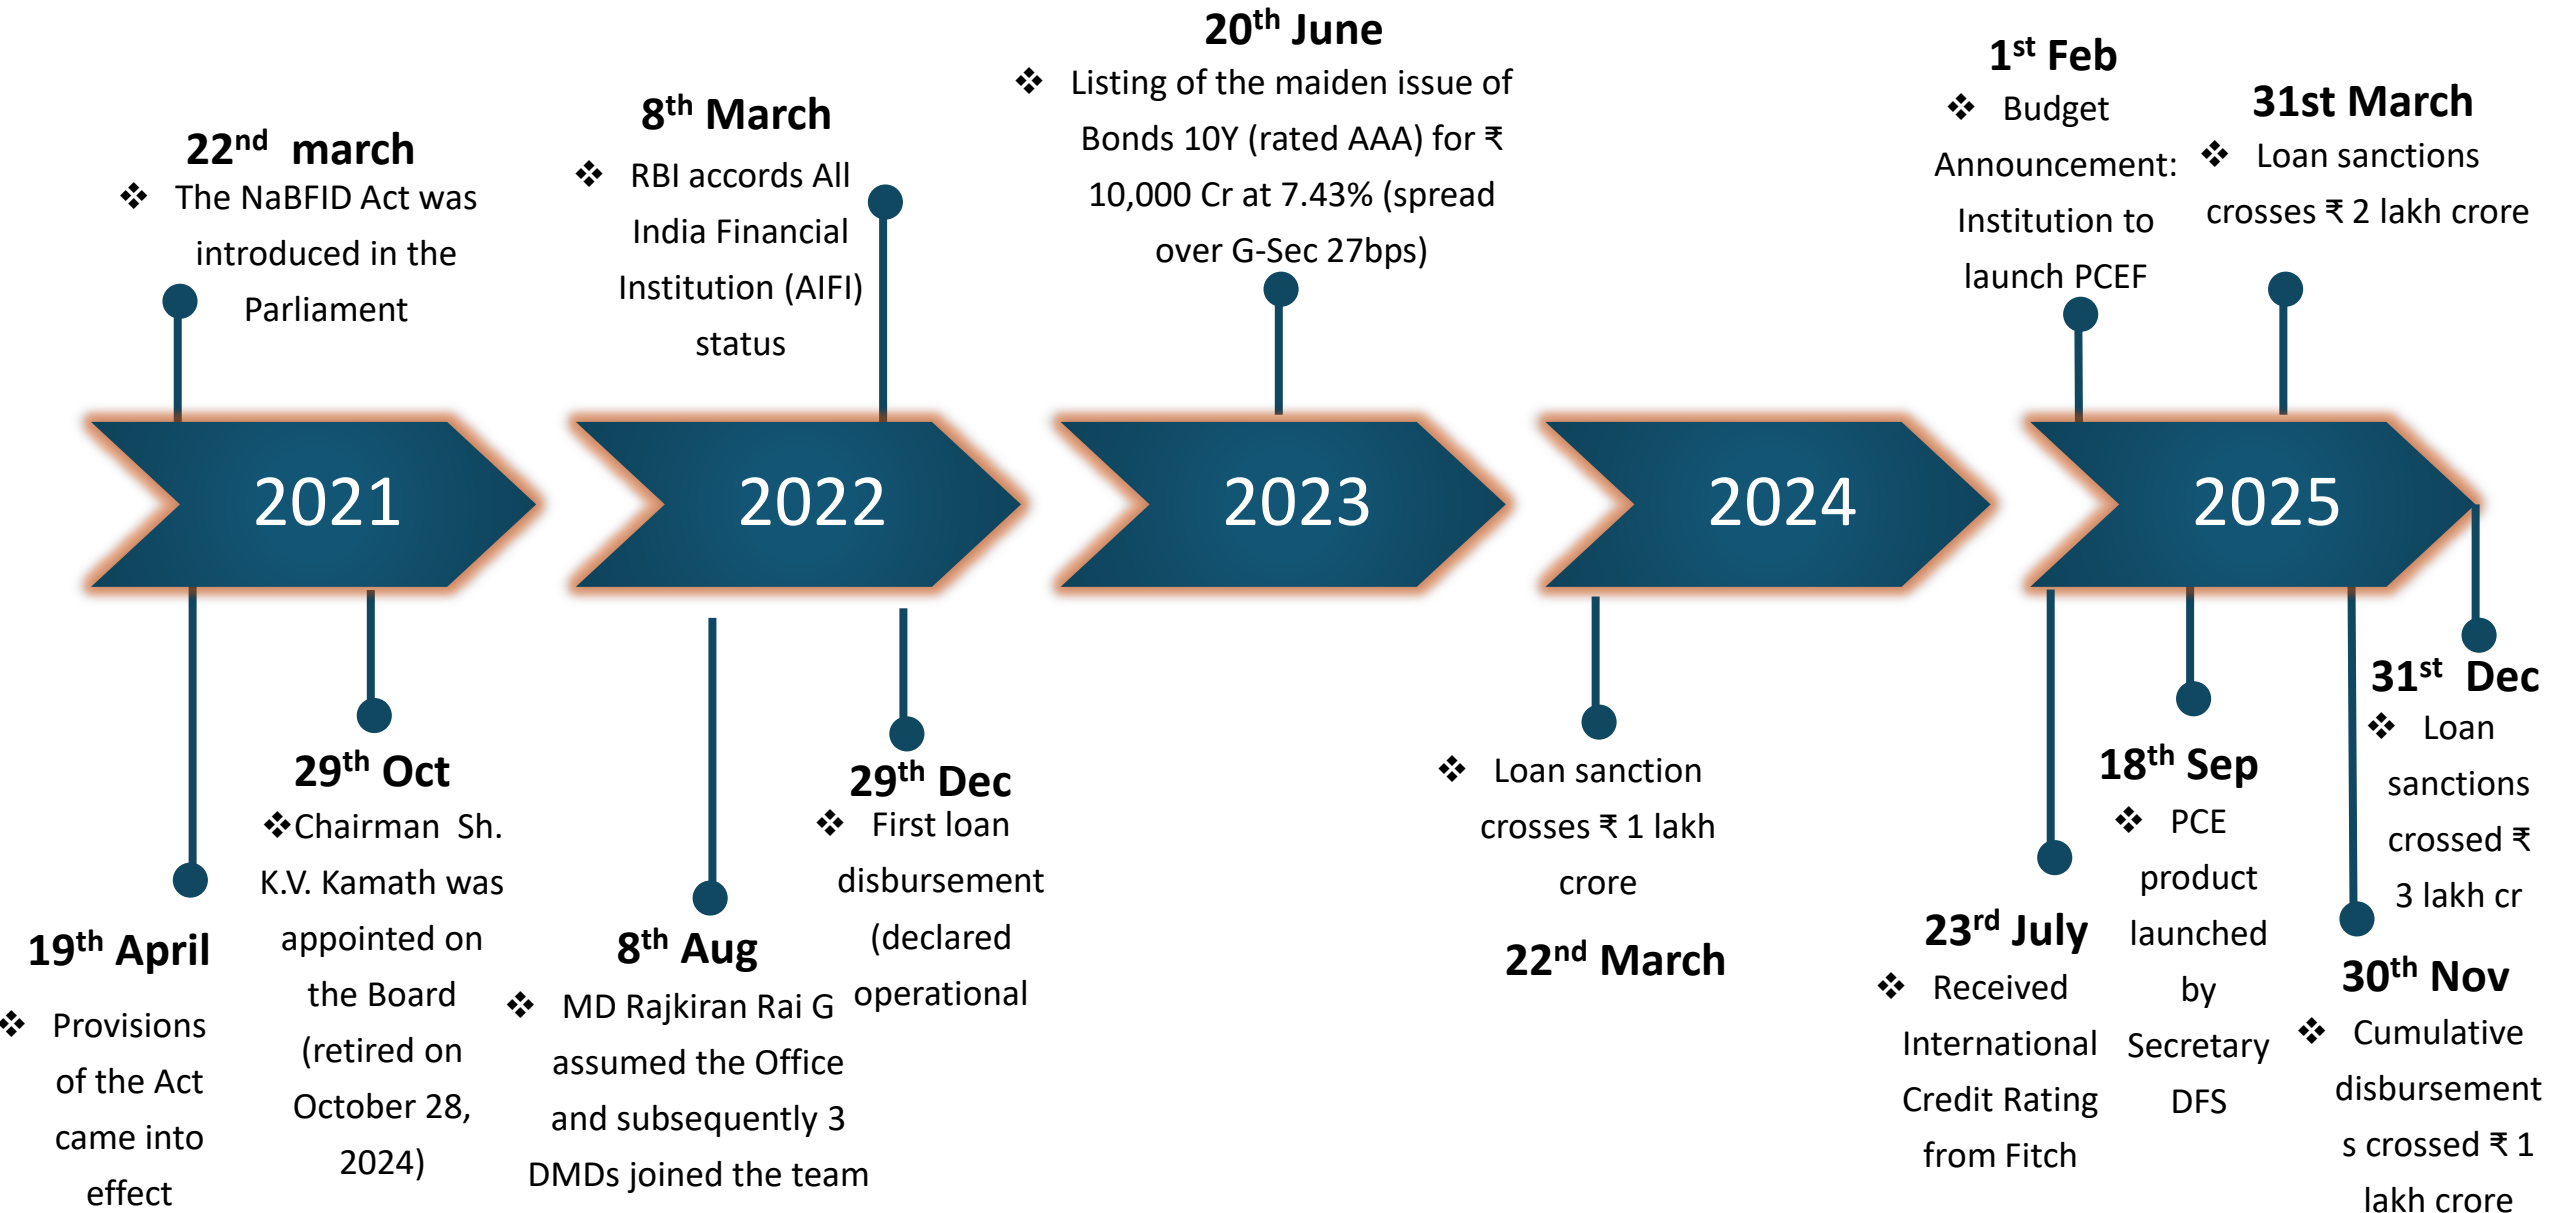 22nd march
❖ The NaBFID Act was
introduced in the
Parliament
8th March
❖ RBI accords All
India Financial
Institution (AIFI)
status
20th June
❖ Listing of the maiden issue of
Bonds 10Y (rated AAA) for ₹
10,000 Cr at 7.43% (spread
over G-Sec 27bps)
1st Feb
❖ Budget
Announcement:
Institution to
launch PCEF
31st March
❖ Loan sanctions
crosses ₹ 2 lakh crore
2021
2022
2023
2024
2025
19th April
❖ Provisions
of the Act
came into
effect
29th Oct
❖Chairman Sh.
K.V. Kamath was
appointed on
the Board
(retired on
October 28,
2024)
8th Aug
❖ MD Rajkiran Rai G
assumed the Office
and subsequently 3
DMDs joined the team
29th Dec
❖ First loan
disbursement
(declared
operational
❖ Loan sanction
crosses ₹ 1 lakh
crore
22nd March
23rd July
❖ Received
International
Credit Rating
from Fitch
18th Sep
❖ PCE
product
launched
by
Secretary
DFS
30th Nov
❖ Cumulative
disbursement
s crossed ₹ 1
lakh crore
31st Dec
❖ Loan
sanctions
crossed ₹
3 lakh cr